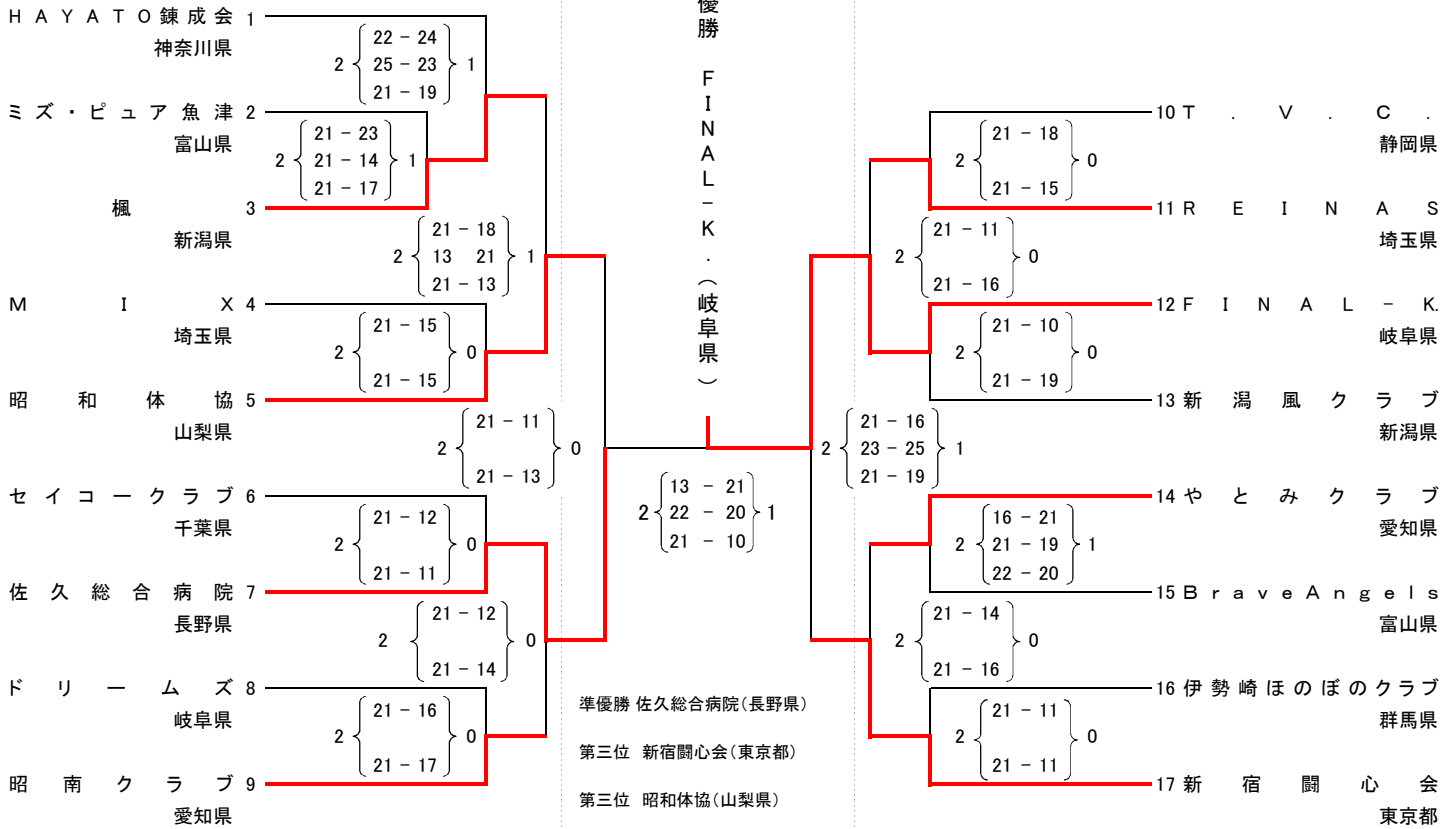 HAYATO錬成会 1
神奈川県
2 22 - 24 1
25 - 23
21 - 19
ミズ・ピュア魚津 2
富山県
2 21 - 23 1
21 - 14
21 - 17
楓 3
新潟県
2 21 - 18 1
13 21
21 - 13
MIX 4
埼玉県
2 21 - 15 0
21 - 15
昭和体協 5
山梨県
2 21 - 11 0
21 - 13
セイコークラブ 6
千葉県
2 21 - 12 0
21 - 11
佐久総合病院 7
長野県
2 21 - 12 0
21 - 14
ドリームズ 8
岐阜県
2 21 - 16 0
21 - 17
昭南クラブ 9
愛知県
優勝 FINAL-K.(岐阜県)
2 13 - 21 1
22 - 20
21 - 10
準優勝 佐久総合病院(長野県)
第三位 新宿闘心会(東京都)
第三位 昭和体協(山梨県)
10 T.V.C.
静岡県
2 21 - 18 0
21 - 15
11 REINAS
埼玉県
2 21 - 11 0
21 - 16
12 FINAL-K.
岐阜県
2 21 - 10 0
21 - 19
13 新潟風クラブ
新潟県
2 21 - 16 1
23 - 25
21 - 19
14 やとみクラブ
愛知県
2 16 - 21 1
21 - 19
22 - 20
15 BraveAngels
富山県
2 21 - 14 0
21 - 16
16 伊勢崎ほのぼのクラブ
群馬県
2 21 - 11 0
21 - 11
17 新宿闘心会
東京都